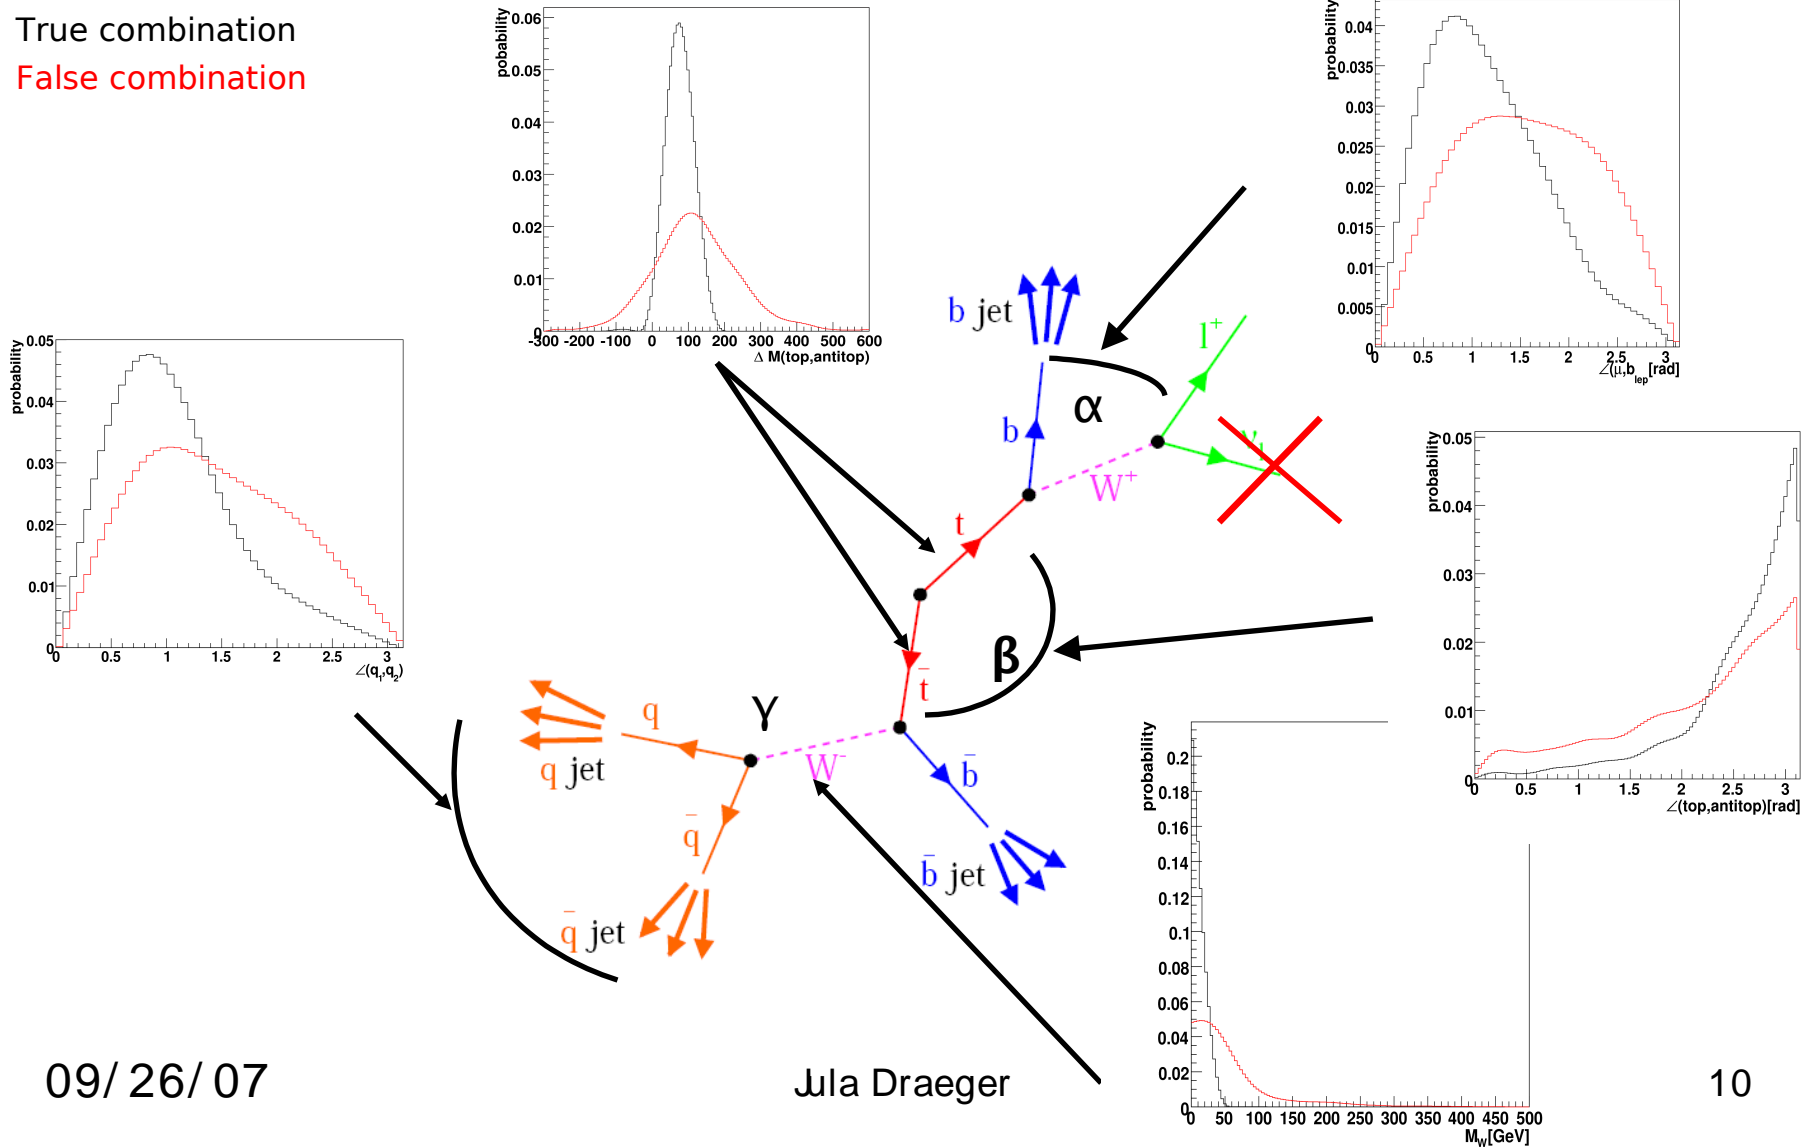 True combination
False combination
pobability
0.06
0.05
0.04
0.03
0.02
0.01
0
-300 -200 -100 0 100 200 300 400 500 600
Δ M(top,antitop)
probability
0.04
0.035
0.03
0.025
0.02
0.015
0.01
0.005
0
0 0.5 1 1.5 2 2.5 3
∠(μ,b_lep[rad]
probability
0.05
0.04
0.03
0.02
0.01
0
0 0.5 1 1.5 2 2.5 3
∠(q_1,q_2)
b jet
l⁺
α
b
W⁺
t
β
t̄
γ
q
q jet
W⁻
b̄
q̄
b̄ jet
q̄ jet
probability
0.05
0.04
0.03
0.02
0.01
0
0 0.5 1 1.5 2 2.5 3
∠(top,antitop)[rad]
probability
0.2
0.18
0.16
0.14
0.12
0.1
0.08
0.06
0.04
0.02
0
0 50 100 150 200 250 300 350 400 450 500
M_W[GeV]
09/26/07
Jula Draeger
10